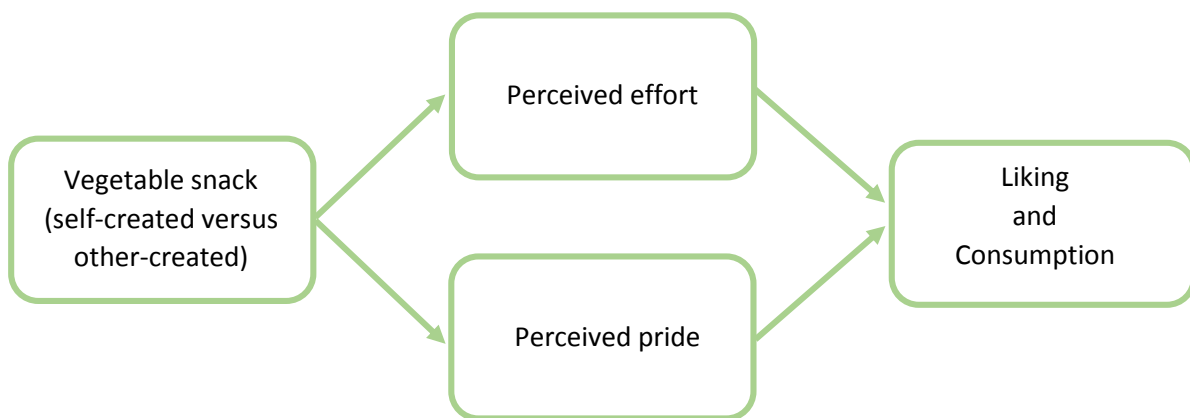 Perceived effort
Vegetable snack
(self-created versus
other-created)
Liking
and
Consumption
Perceived pride